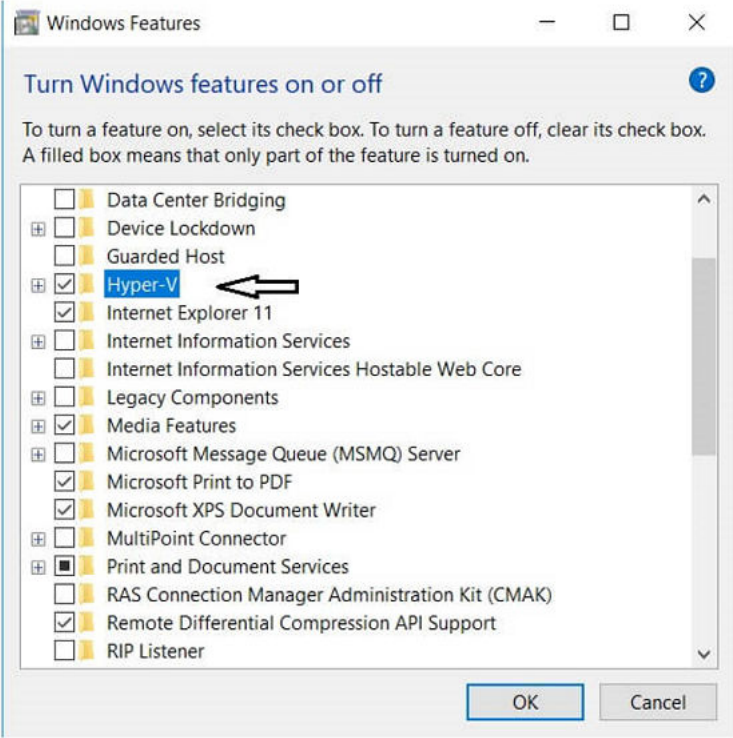 Windows Features
Turn Windows features on or off
?
To turn a feature on, select its check box. To turn a feature off, clear its check box.
A filled box means that only part of the feature is turned on.
Data Center Bridging
Device Lockdown
Guarded Host
Hyper-V
Internet Explorer 11
Internet Information Services
Internet Information Services Hostable Web Core
Legacy Components
Media Features
Microsoft Message Queue (MSMQ) Server
Microsoft Print to PDF
Microsoft XPS Document Writer
MultiPoint Connector
Print and Document Services
RAS Connection Manager Administration Kit (CMAK)
Remote Differential Compression API Support
RIP Listener
OK
Cancel